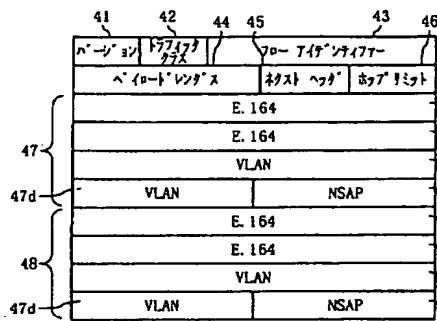 41 42 44 45 43 46
バージョン トラフィック クラス フロー アイデンティファー
ペイロードレングス ネクスト ヘッダ ホップ リミット
E.164
E.164
47 VLAN
47d VLAN NSAP
E.164
48 E.164
VLAN
47d VLAN NSAP